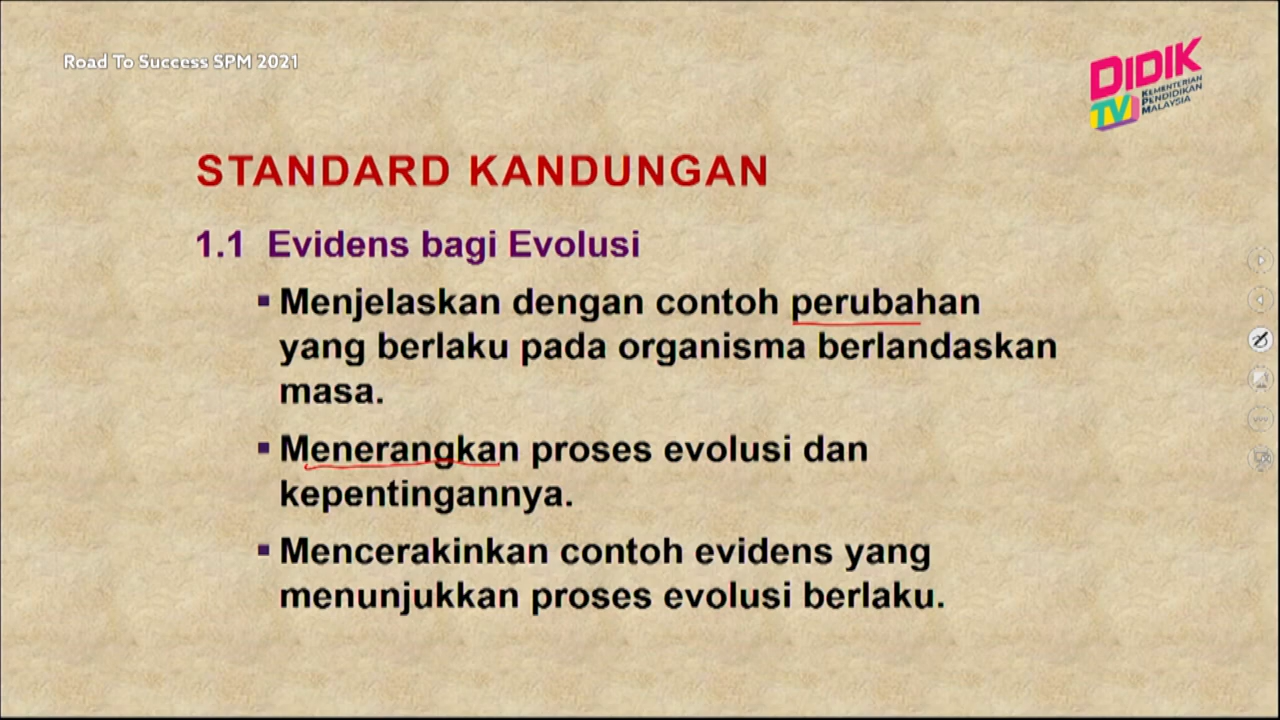 Road To Success SPM 2021
DIDIK
TV
KEMENTERIAN
PENDIDIKAN
MALAYSIA
STANDARD KANDUNGAN
1.1 Evidens bagi Evolusi
▪ Menjelaskan dengan contoh perubahan
yang berlaku pada organisma berlandaskan
masa.
▪ Menerangkan proses evolusi dan
kepentingannya.
▪ Mencerakinkan contoh evidens yang
menunjukkan proses evolusi berlaku.